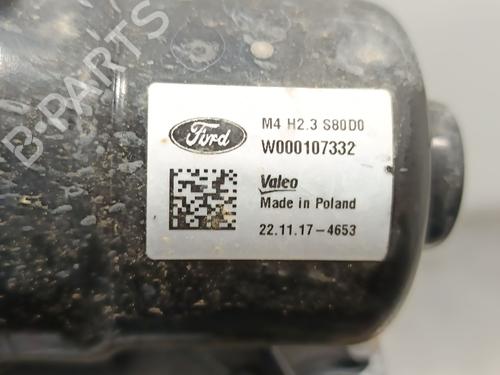 B-PARTS
Ford
M4 H2.3 S80D0
W000107332
Valeo
Made in Poland
22.11.17-4653